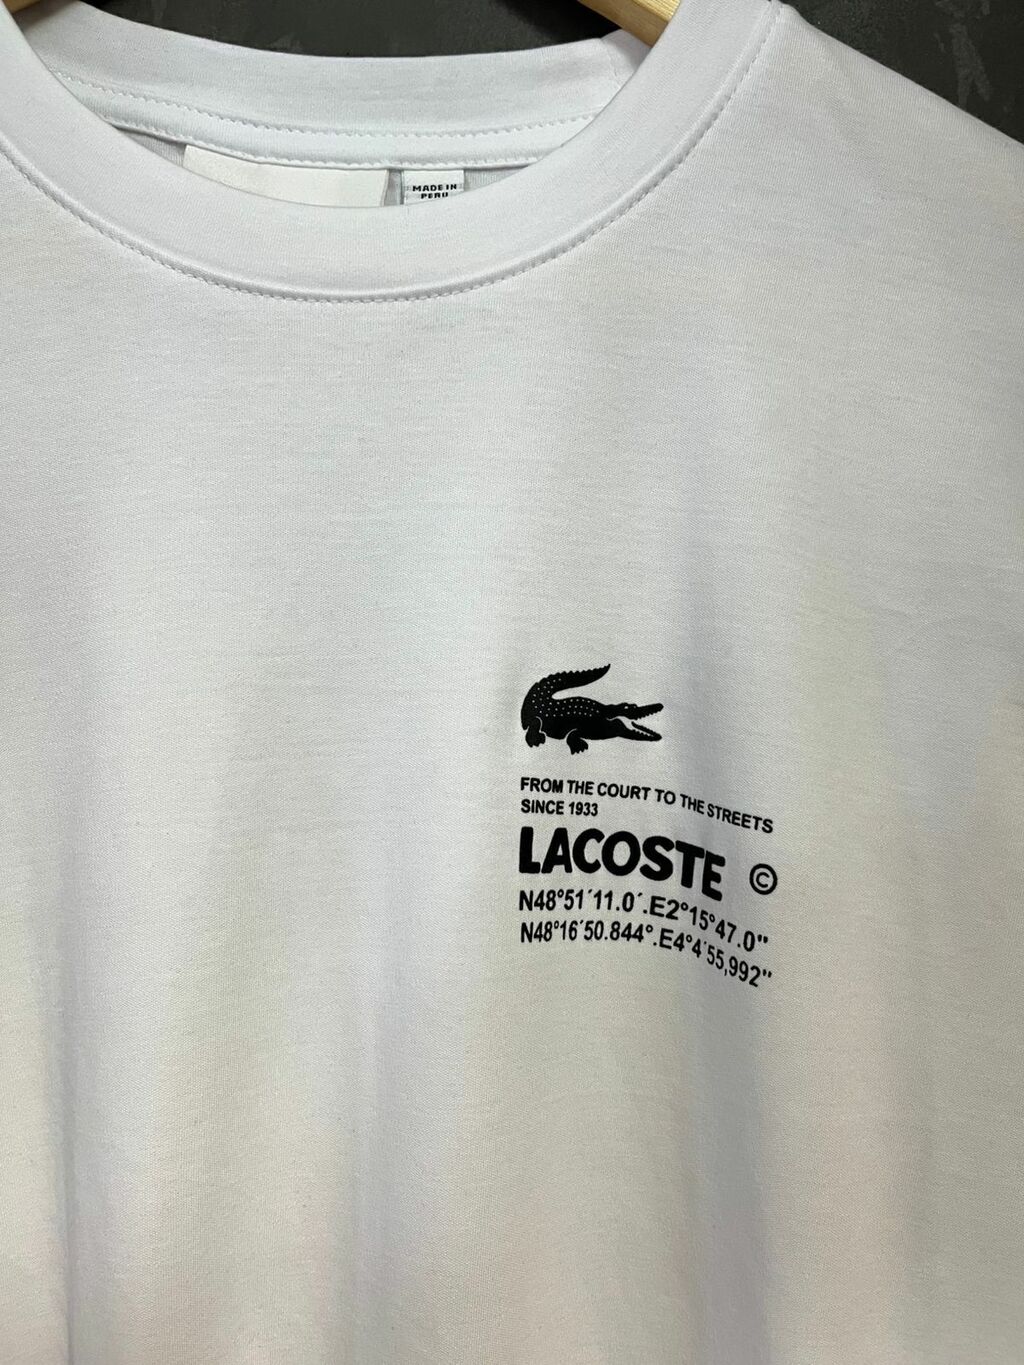 MADE IN
PERU
FROM THE COURT TO THE STREETS
SINCE 1933
LACOSTE ©
N48°51´11.0´.E2°15°47.0"
N48°16´50.844°.E4°4´55,992"